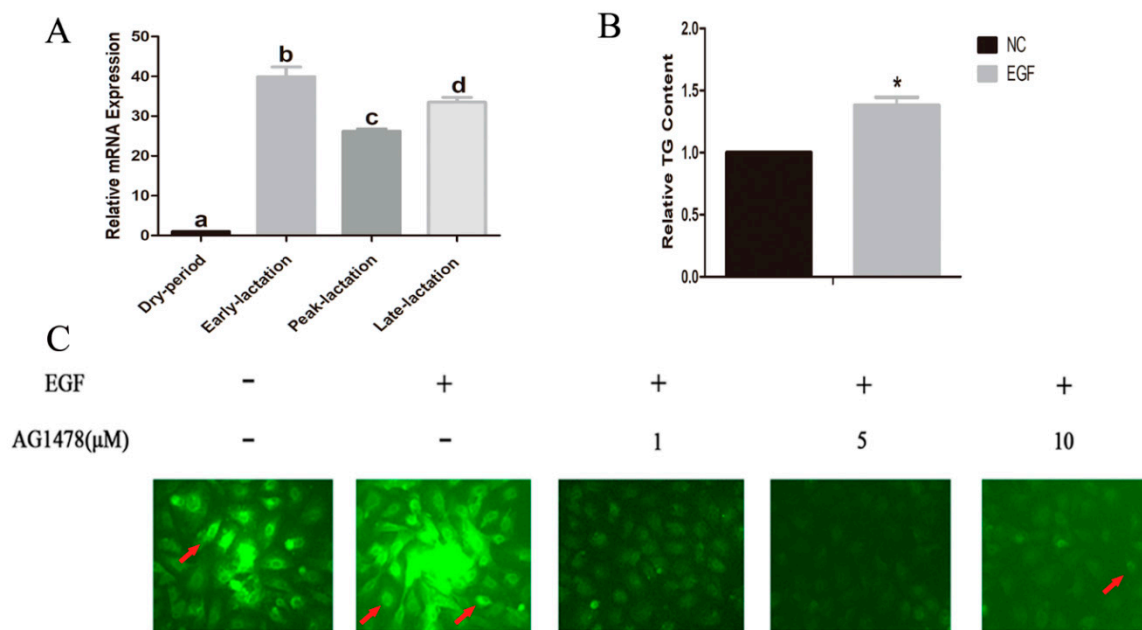 A
Relative mRNA Expression
50
40
30
20
10
0
a
b
c
d
Dry-period
Early-lactation
Peak-lactation
Late-lactation
B
Relative TG Content
2.0
1.5
1.0
0.5
0.0
*
NC
EGF
C
EGF - + + + +
AG1478(μM) - - 1 5 10